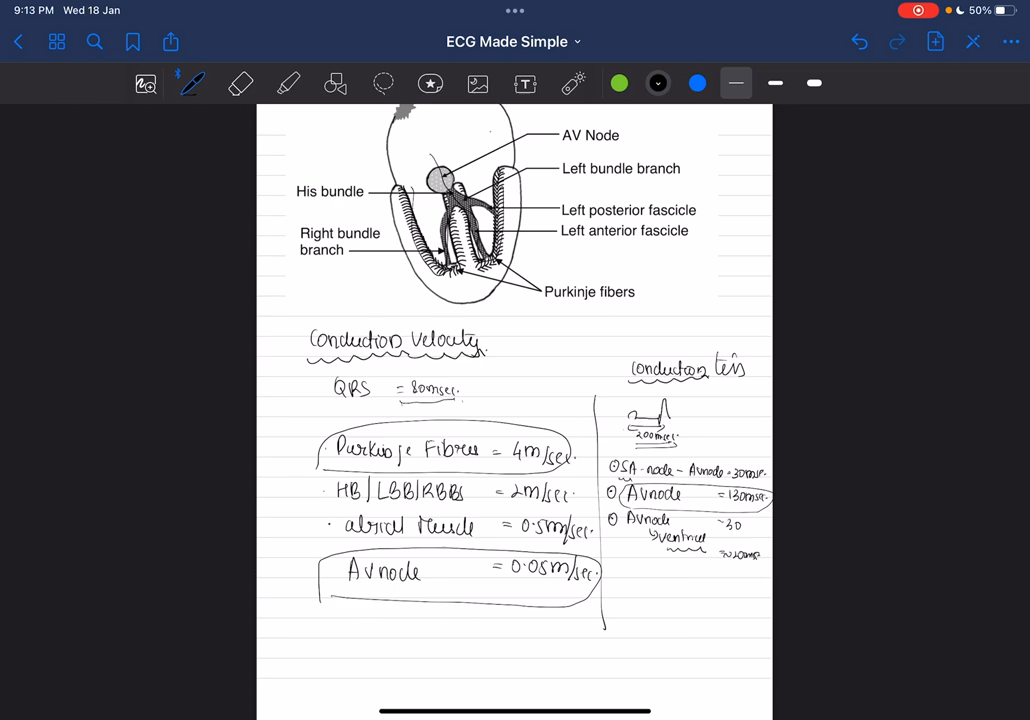 9:13 PM Wed 18 Jan
50%
ECG Made Simple
AV Node
Left bundle branch
His bundle
Left posterior fascicle
Right bundle
branch
Left anterior fascicle
Purkinje fibers
Conduction Velocity
QRS = 80msec.
Purkinje Fibres = 4m/sec.
HB/LBB/RBBs = 2m/sec.
atrial Muscle = 0.5m/sec.
Avnode = 0.05m/sec.
conduction
200msec.
SA-node - Avnode = 30msec.
Avnode = 130msec.
Avnode ~30
ventricl